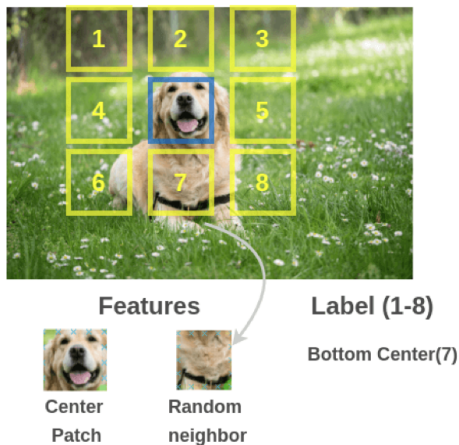 1 2 3
4 5
6 7 8
Features Label (1-8)
Bottom Center(7)
Center Random
Patch neighbor